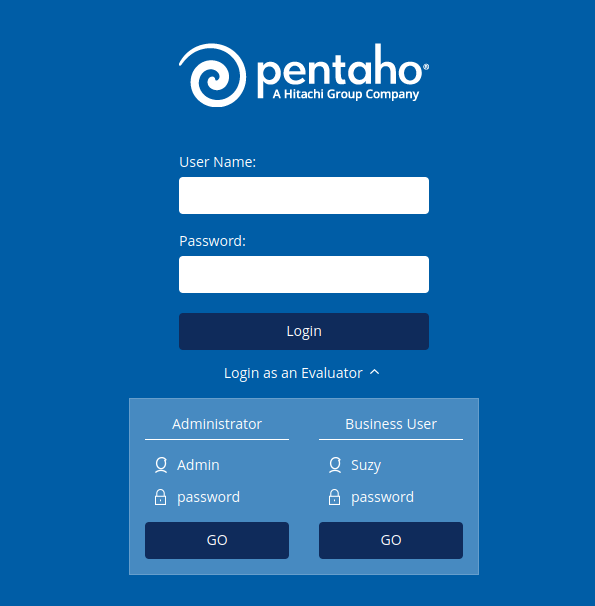 pentaho®
A Hitachi Group Company
User Name:
Password:
Login
Login as an Evaluator
Administrator
Admin
password
GO
Business User
Suzy
password
GO